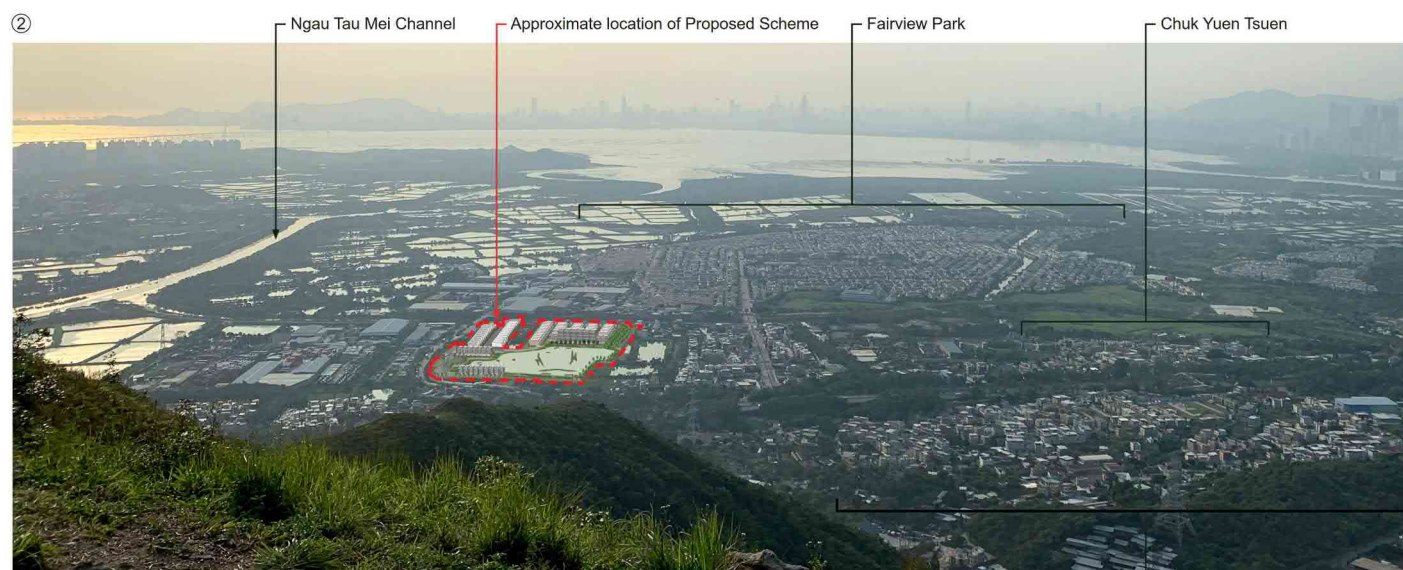 ②
Ngau Tau Mei Channel
Approximate location of Proposed Scheme
Fairview Park
Chuk Yuen Tsuen